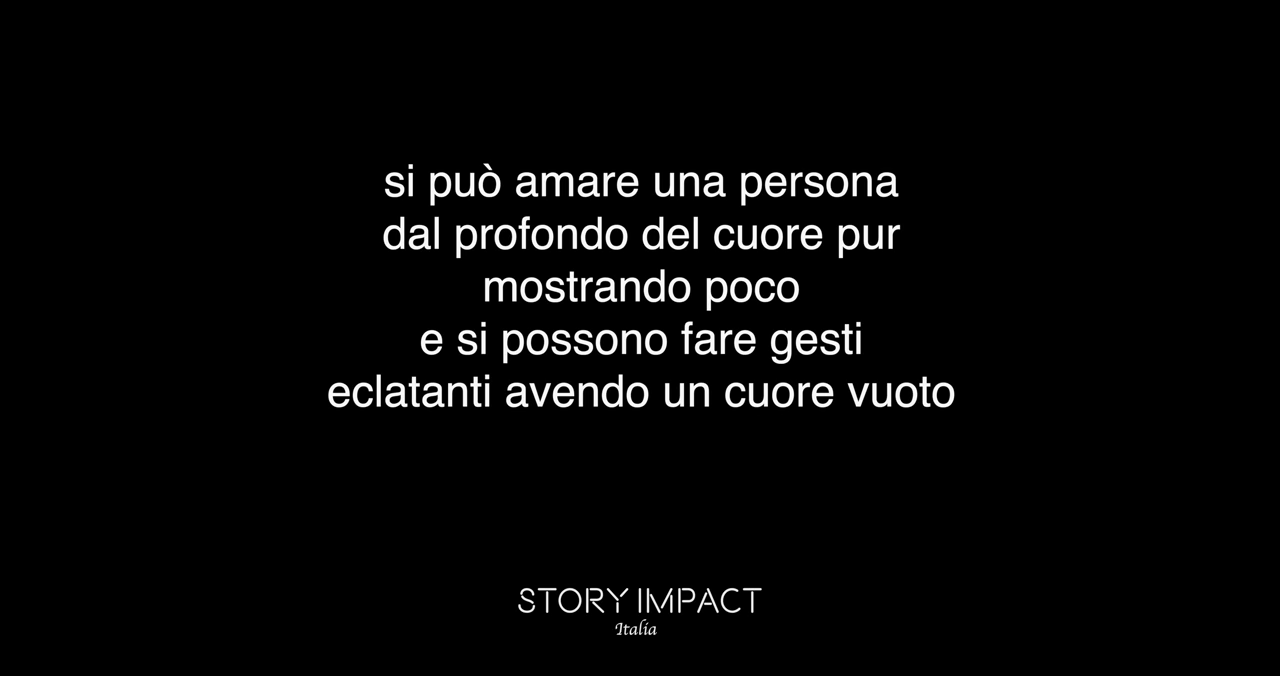 si può amare una persona
dal profondo del cuore pur
mostrando poco
e si possono fare gesti
eclatanti avendo un cuore vuoto
STORY IMPACT
Italia